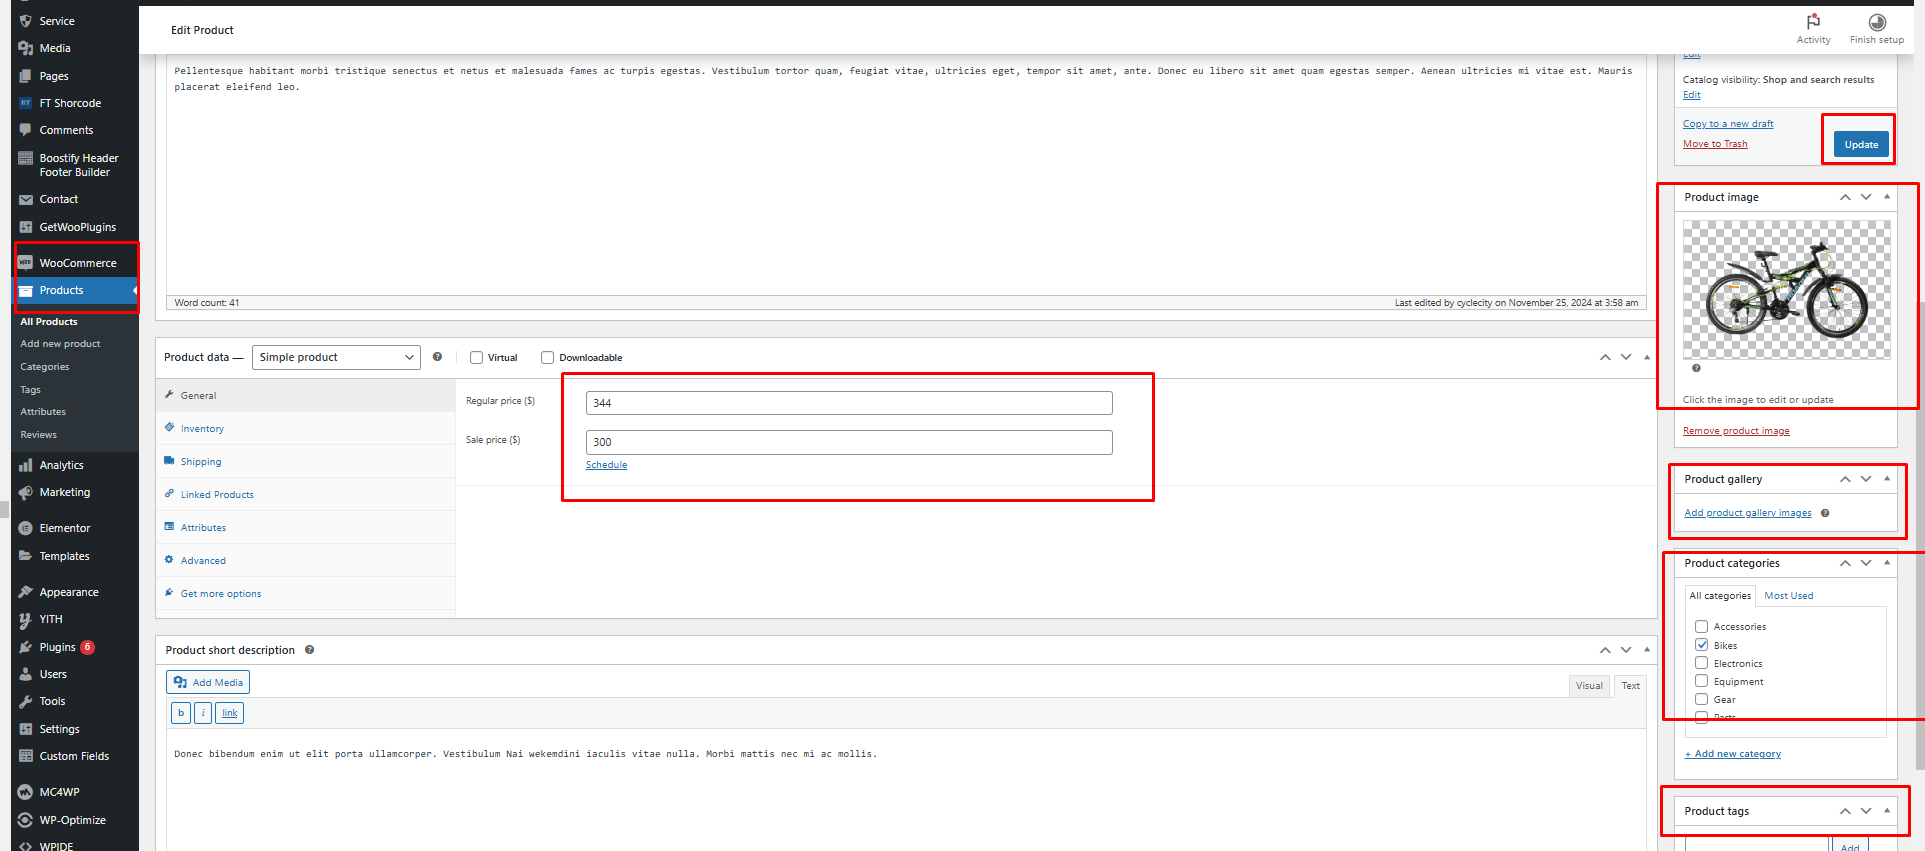 Service
Media
Pages
FT Shorcode
Comments
Boostify Header
Footer Builder
Contact
GetWooPlugins
WooCommerce
Products
All Products
Add new product
Categories
Tags
Attributes
Reviews
Analytics
Marketing
Elementor
Templates
Appearance
YITH
Plugins 6
Users
Tools
Settings
Custom Fields
MC4WP
WP-Optimize
WPIDE
Edit Product
Activity
Finish setup
Pellentesque habitant morbi tristique senectus et netus et malesuada fames ac turpis egestas. Vestibulum tortor quam, feugiat vitae, ultricies eget, tempor sit amet, ante. Donec eu libero sit amet quam egestas semper. Aenean ultricies mi vitae est. Mauris
placerat eleifend leo.
Word count: 41
Last edited by cyclecity on November 25, 2024 at 3:58 am
Product data — Simple product
Virtual
Downloadable
General
Inventory
Shipping
Linked Products
Attributes
Advanced
Get more options
Regular price ($)
344
Sale price ($)
300
Schedule
Product short description
Add Media
Visual
Text
b
i
link
Donec bibendum enim ut elit porta ullamcorper. Vestibulum Nai wekemdini iaculis vitae nulla. Morbi mattis nec mi ac mollis.
Edit
Catalog visibility: Shop and search results
Edit
Copy to a new draft
Move to Trash
Update
Product image
Click the image to edit or update
Remove product image
Product gallery
Add product gallery images
Product categories
All categories
Most Used
Accessories
Bikes
Electronics
Equipment
Gear
Parts
+ Add new category
Product tags
Add